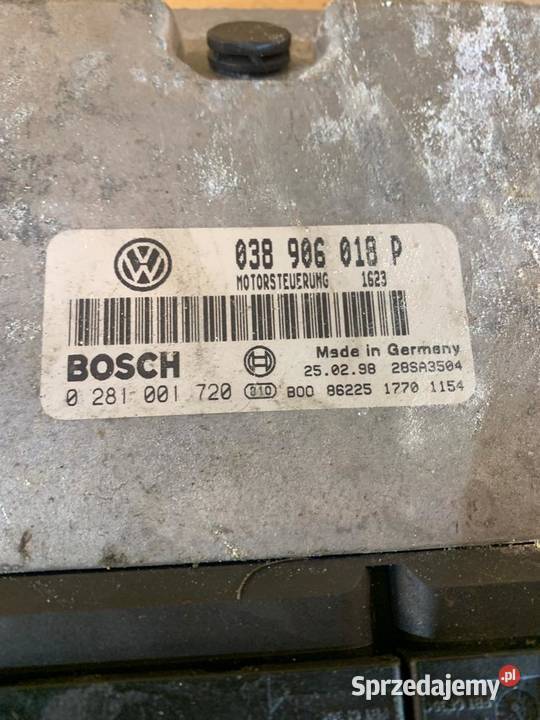 038 906 018 P
MOTORSTEUERUNG 1623
BOSCH
Made in Germany
25.02.98 28SA3504
0 281 001 720 B00 86225 1770 1154
Sprzedajemy.pl